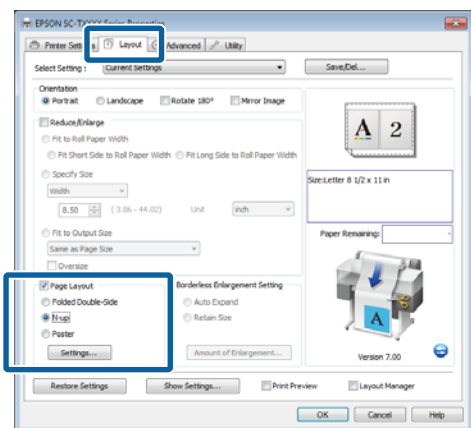 EPSON SC-TXXXX Series Properties
Printer Settings Layout Advanced Utility
Select Setting : Current Settings Save/Del...
Orientation
Portrait Landscape Rotate 180° Mirror Image
Reduce/Enlarge
Fit to Roll Paper Width
Fit Short Side to Roll Paper Width Fit Long Side to Roll Paper Width
Specify Size
Width
8.50 ( 3.06 - 44.02) Unit inch
Fit to Output Size
Same as Page Size
Oversize
A 2
Size:Letter 8 1/2 x 11 in
Paper Remaining:
Page Layout Borderless Enlargement Setting
Folded Double-Side Auto Expand
N-up Retain Size
Poster
Settings... Amount of Enlargement...
A
Version 7.00
Restore Settings Show Settings... Print Preview Layout Manager
OK Cancel Help